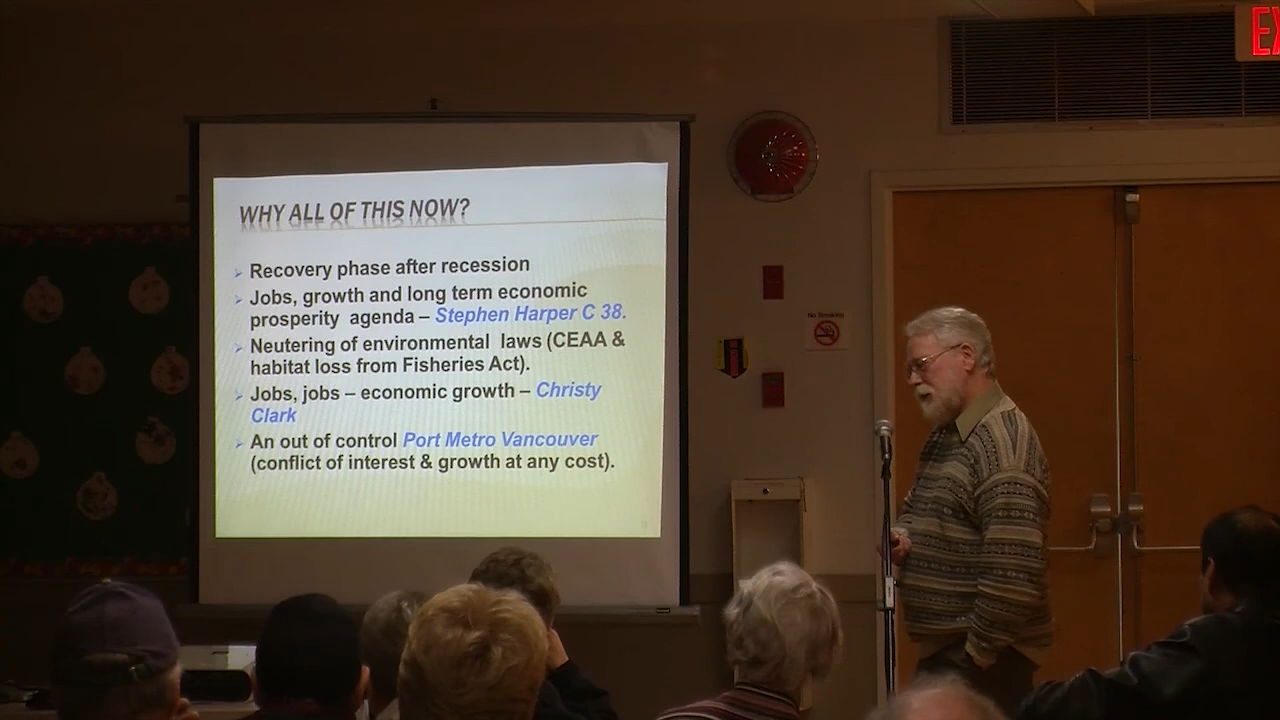 EX
WHY ALL OF THIS NOW?
Recovery phase after recession
Jobs, growth and long term economic
prosperity agenda – Stephen Harper C 38.
Neutering of environmental laws (CEAA &
habitat loss from Fisheries Act).
Jobs, jobs – economic growth – Christy
Clark
An out of control Port Metro Vancouver
(conflict of interest & growth at any cost).
No Smoking